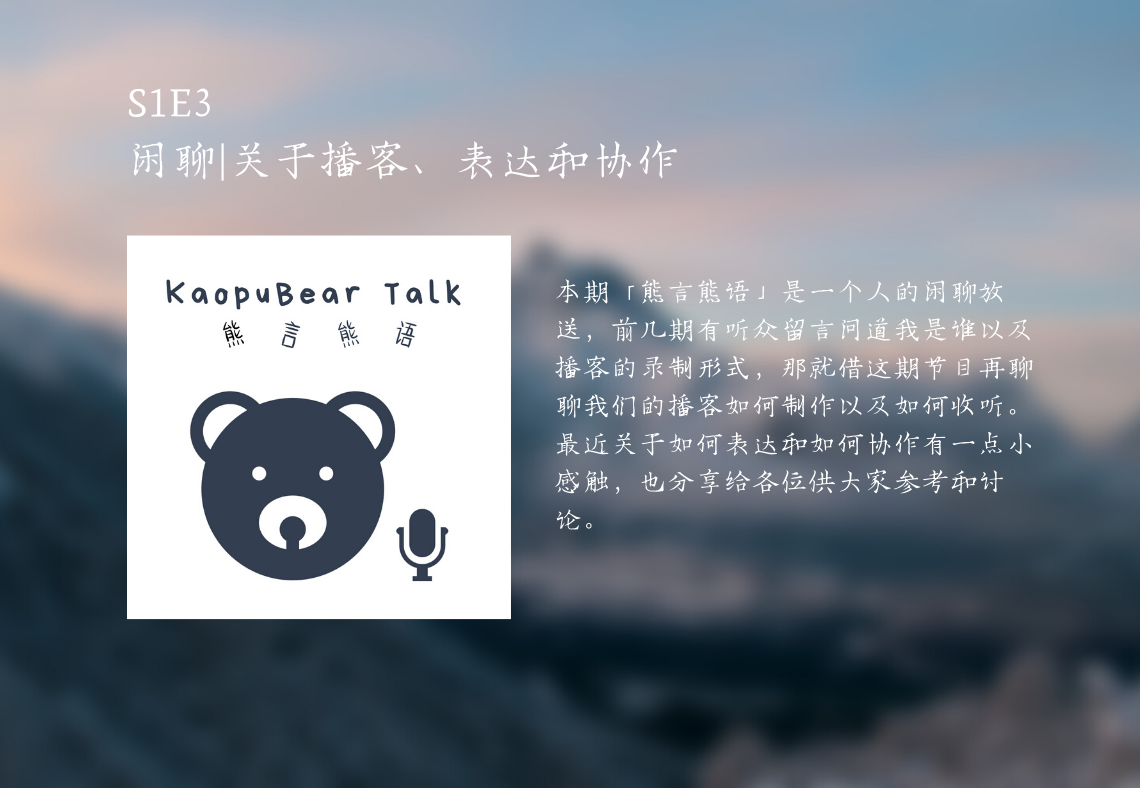 S1E3
闲聊|关于播客、表达和协作
KaopuBear Talk
熊言熊语
本期「熊言熊语」是一个人的闲聊放
送，前几期有听众留言问道我是谁以及
播客的录制形式，那就借这期节目再聊
聊我们的播客如何制作以及如何收听。
最近关于如何表达和如何协作有一点小
感触，也分享给各位供大家参考和讨
论。